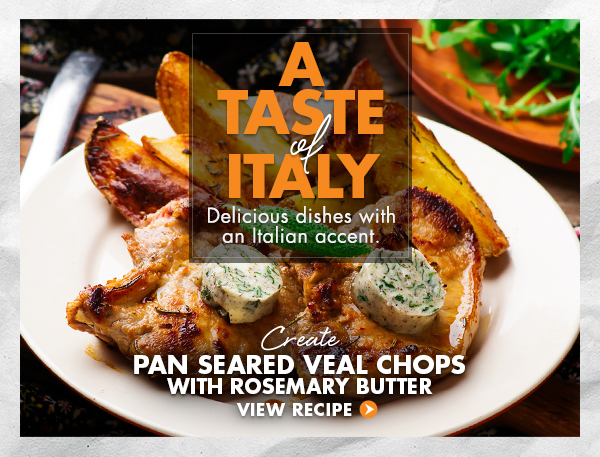 A
TASTE
of
ITALY
Delicious dishes with
an Italian accent.
Create
PAN SEARED VEAL CHOPS
WITH ROSEMARY BUTTER
VIEW RECIPE